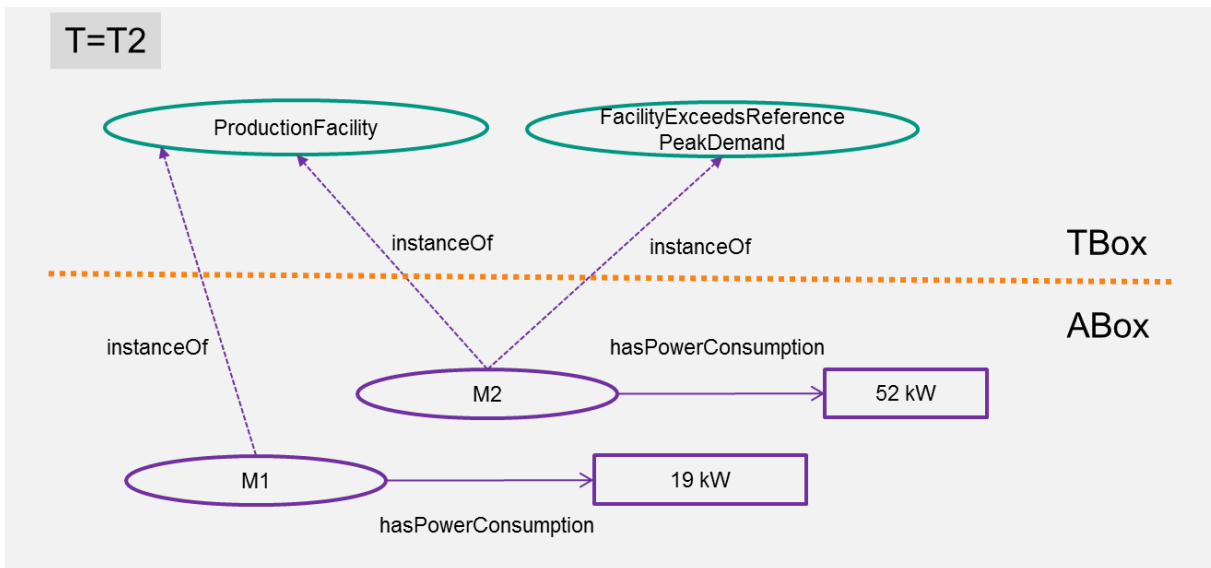 T=T2
ProductionFacility
FacilityExceedsReference
PeakDemand
instanceOf
instanceOf
TBox
ABox
instanceOf
hasPowerConsumption
M2
52 kW
M1
19 kW
hasPowerConsumption